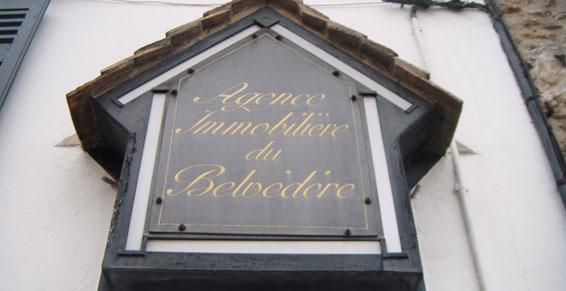 Agence
Immobilière
du
Belvédère